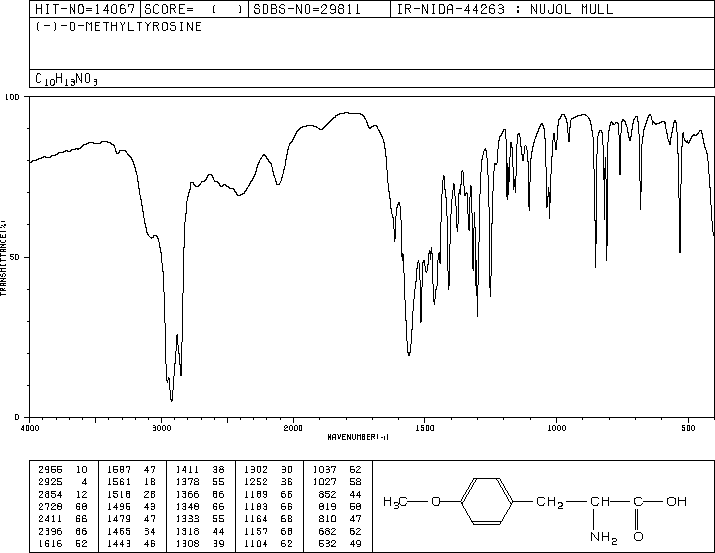 HIT-NO=14067 SCORE= ( ) SDBS-NO=29811 IR-NIDA-44263 : NUJOL MULL
(-)-O-METHYLTYROSINE
C10H13NO3
100
TRANSMITTANCE(%)
50
0
4000 3000 2000 1500 1000 500
WAVENUMBER(-1)
2956 10 1587 47 1411 38 1302 30 1037 62
2925 4 1561 18 1378 55 1252 36 1027 58
2854 12 1518 28 1366 66 1189 66 852 44
2728 68 1496 43 1348 66 1183 66 819 58
2411 66 1479 47 1333 55 1164 68 810 47
2396 66 1465 34 1318 44 1157 68 682 62
1616 52 1443 46 1308 39 1104 62 532 49
H3C O CH2 CH C OH
NH2 O